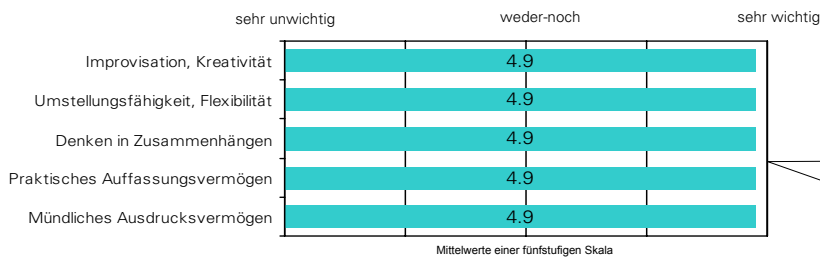 sehr unwichtig weder-noch sehr wichtig
Improvisation, Kreativität 4.9
Umstellungsfähigkeit, Flexibilität 4.9
Denken in Zusammenhängen 4.9
Praktisches Auffassungsvermögen 4.9
Mündliches Ausdrucksvermögen 4.9
Mittelwerte einer fünfstufigen Skala